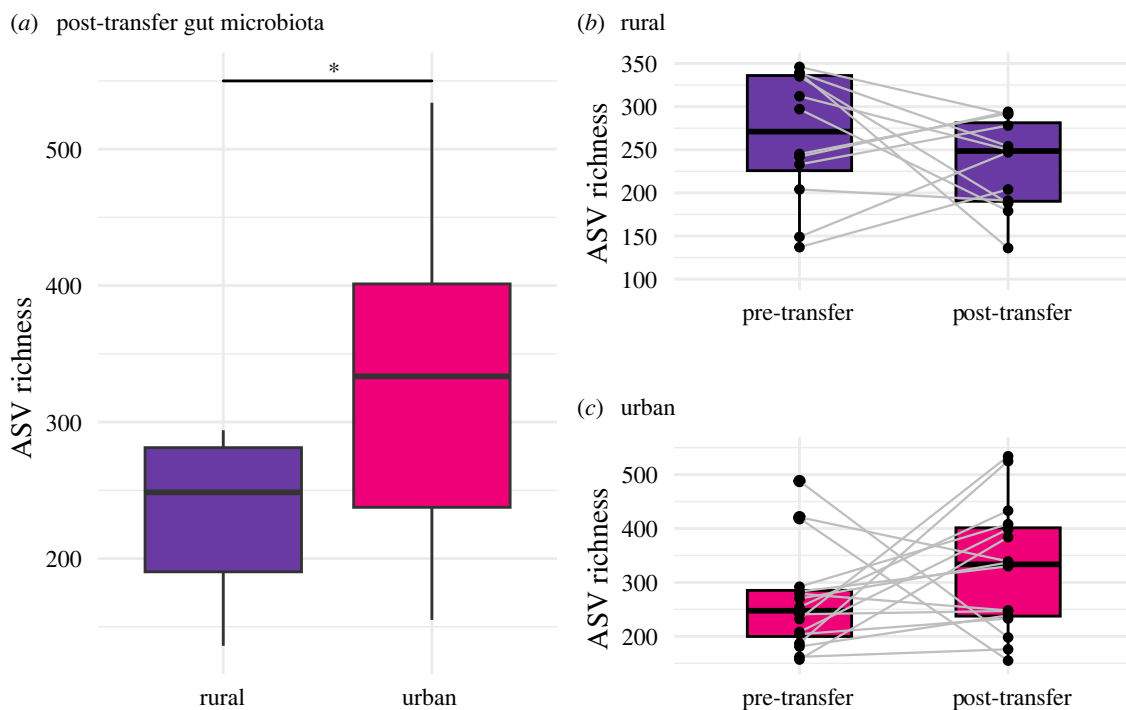 (a) post-transfer gut microbiota
*
ASV richness
500
400
300
200
rural urban
(b) rural
ASV richness
350
300
250
200
150
100
pre-transfer post-transfer
(c) urban
ASV richness
500
400
300
200
pre-transfer post-transfer